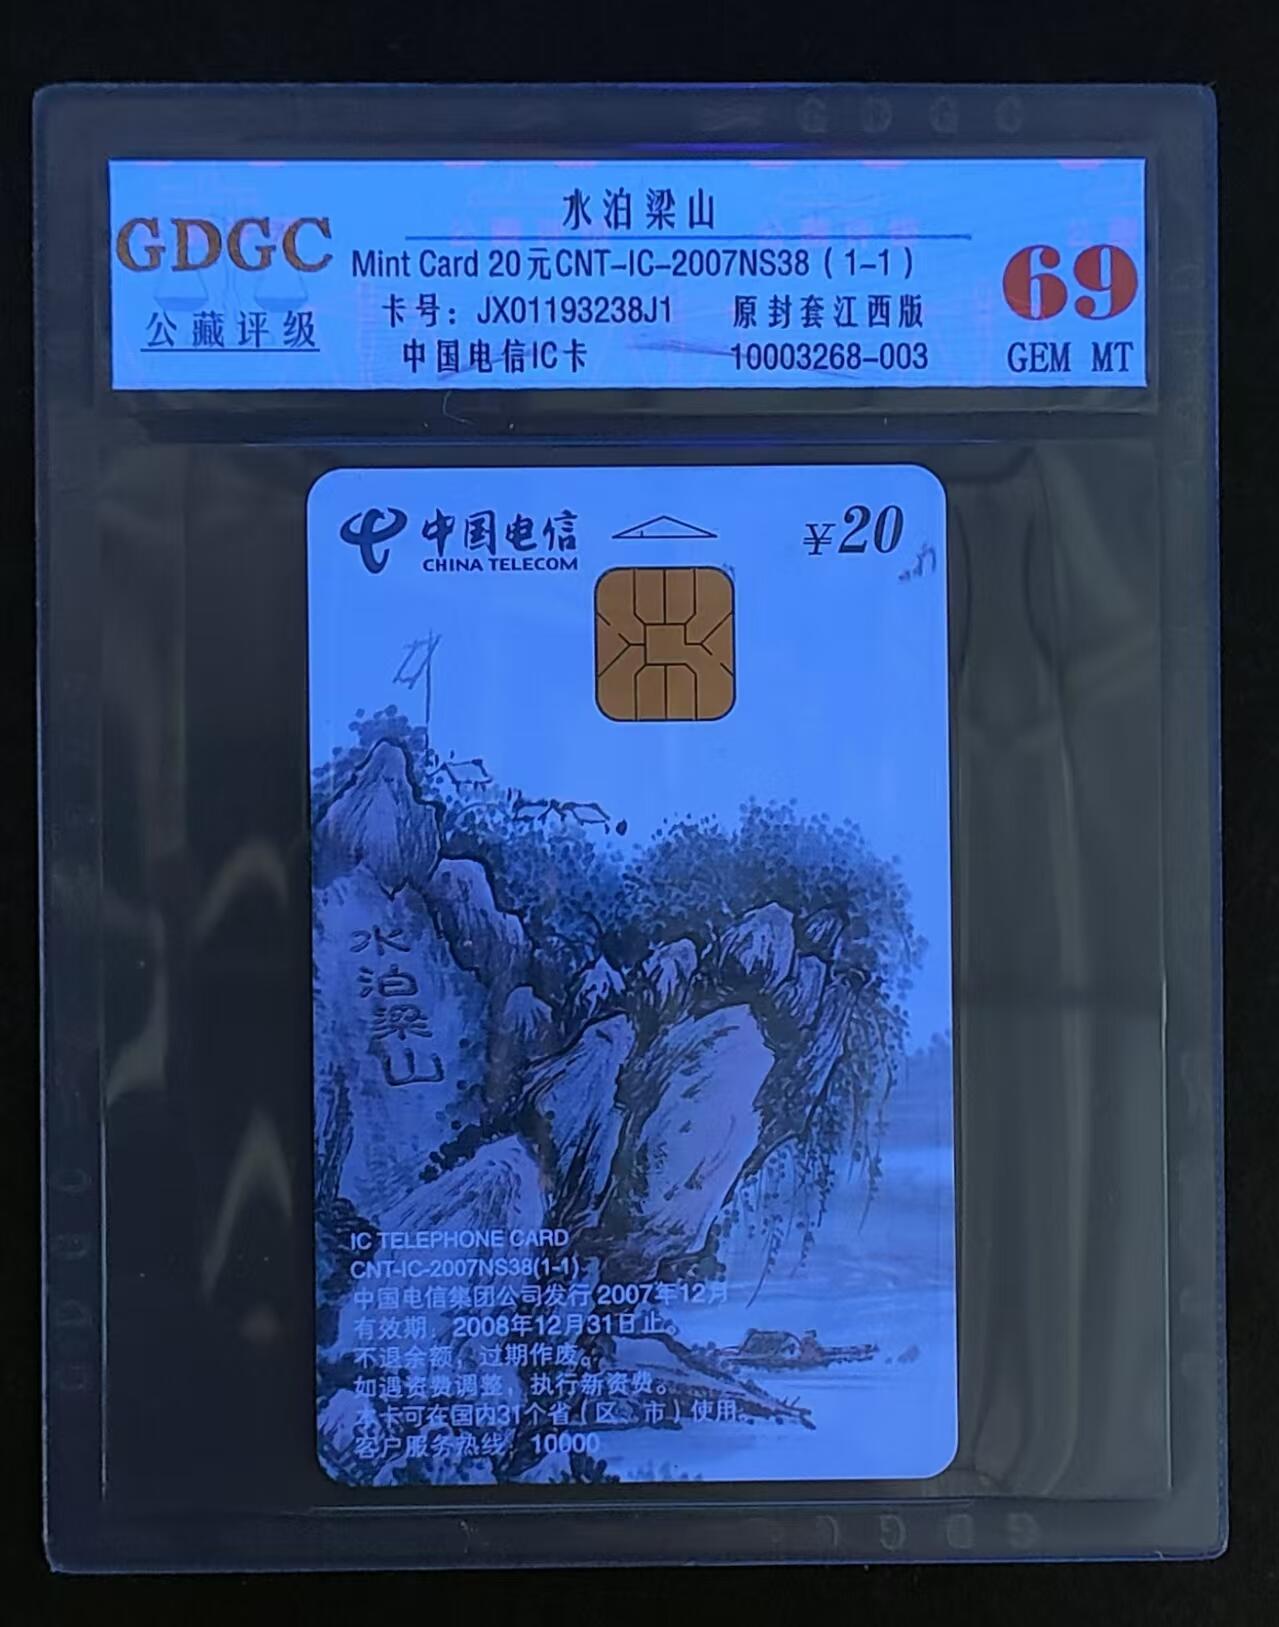 G D G C
水泊梁山
GDGC
Mint Card 20元CNT-IC-2007NS38(1-1)
69
公藏评级
卡号：JX01193238J1 原封套江西版
中国电信IC卡 10003268-003
GEM MT
中国电信
CHINA TELECOM
¥20
水泊梁山
IC TELEPHONE CARD
CNT-IC-2007NS38(1-1)
中国电信集团公司发行 2007年12月
有效期：2008年12月31日止。
不退余额，过期作废。
如遇资费调整，执行新资费。
本卡可在国内31个省（区、市）使用。
客户服务热线：10000